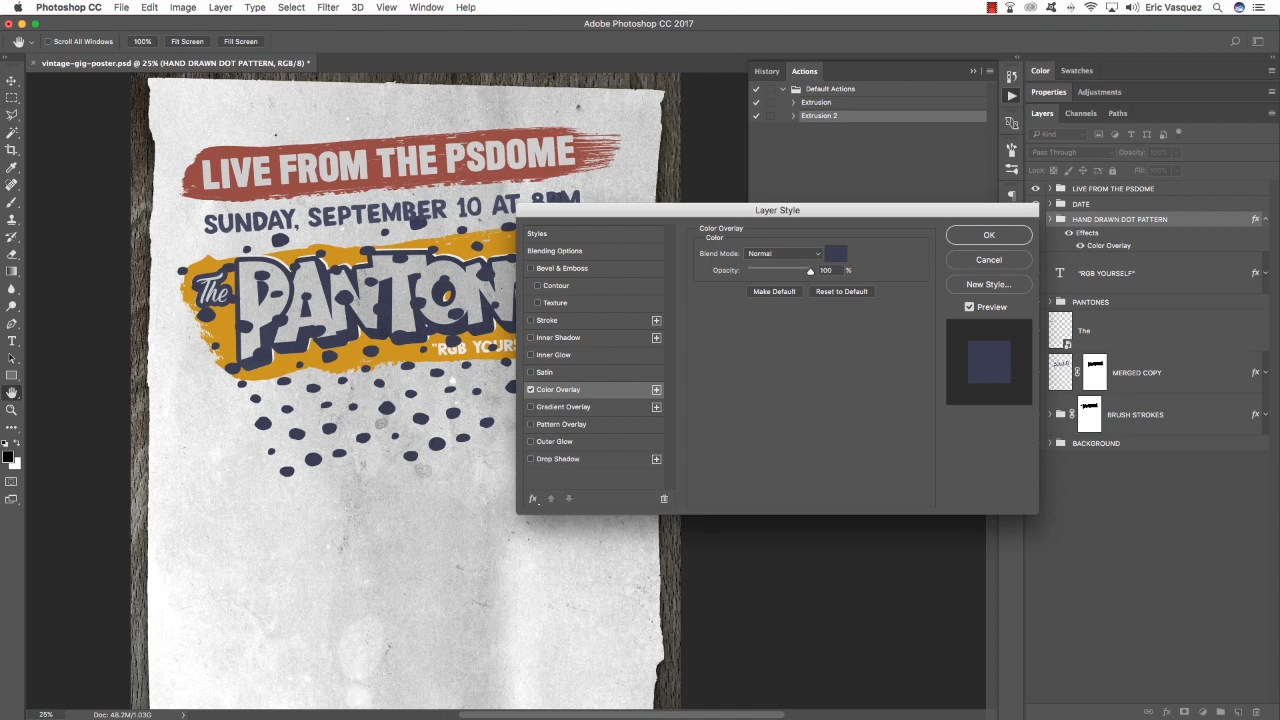 Photoshop CC File Edit Image Layer Type Select Filter 3D View Window Help Eric Vasquez
Adobe Photoshop CC 2017
Scroll All Windows 100% Fit Screen Fill Screen
× vintage-gig-poster.psd @ 25% (HAND DRAWN DOT PATTERN, RGB/8) *
History Actions
Default Actions
Extrusion
Extrusion 2
Color Swatches
Properties Adjustments
Layers Channels Paths
Kind
Pass Through Opacity: 100%
Lock: Fill: 100%
LIVE FROM THE PSDOME
DATE
HAND DRAWN DOT PATTERN fx
Effects
Color Overlay
T "RGB YOURSELF" fx
PANTONES
The
MERGED COPY fx
BRUSH STROKES fx
BACKGROUND
LIVE FROM THE PSDOME
SUNDAY, SEPTEMBER 10 AT 8PM
The PANTON
"RGB YOURS
Layer Style
Styles
Blending Options
Bevel & Emboss
Contour
Texture
Stroke
Inner Shadow
Inner Glow
Satin
Color Overlay
Gradient Overlay
Pattern Overlay
Outer Glow
Drop Shadow
fx
Color Overlay
Color
Blend Mode: Normal
Opacity: 100 %
Make Default Reset to Default
OK
Cancel
New Style...
Preview
25% Doc: 48.2M/1.03G